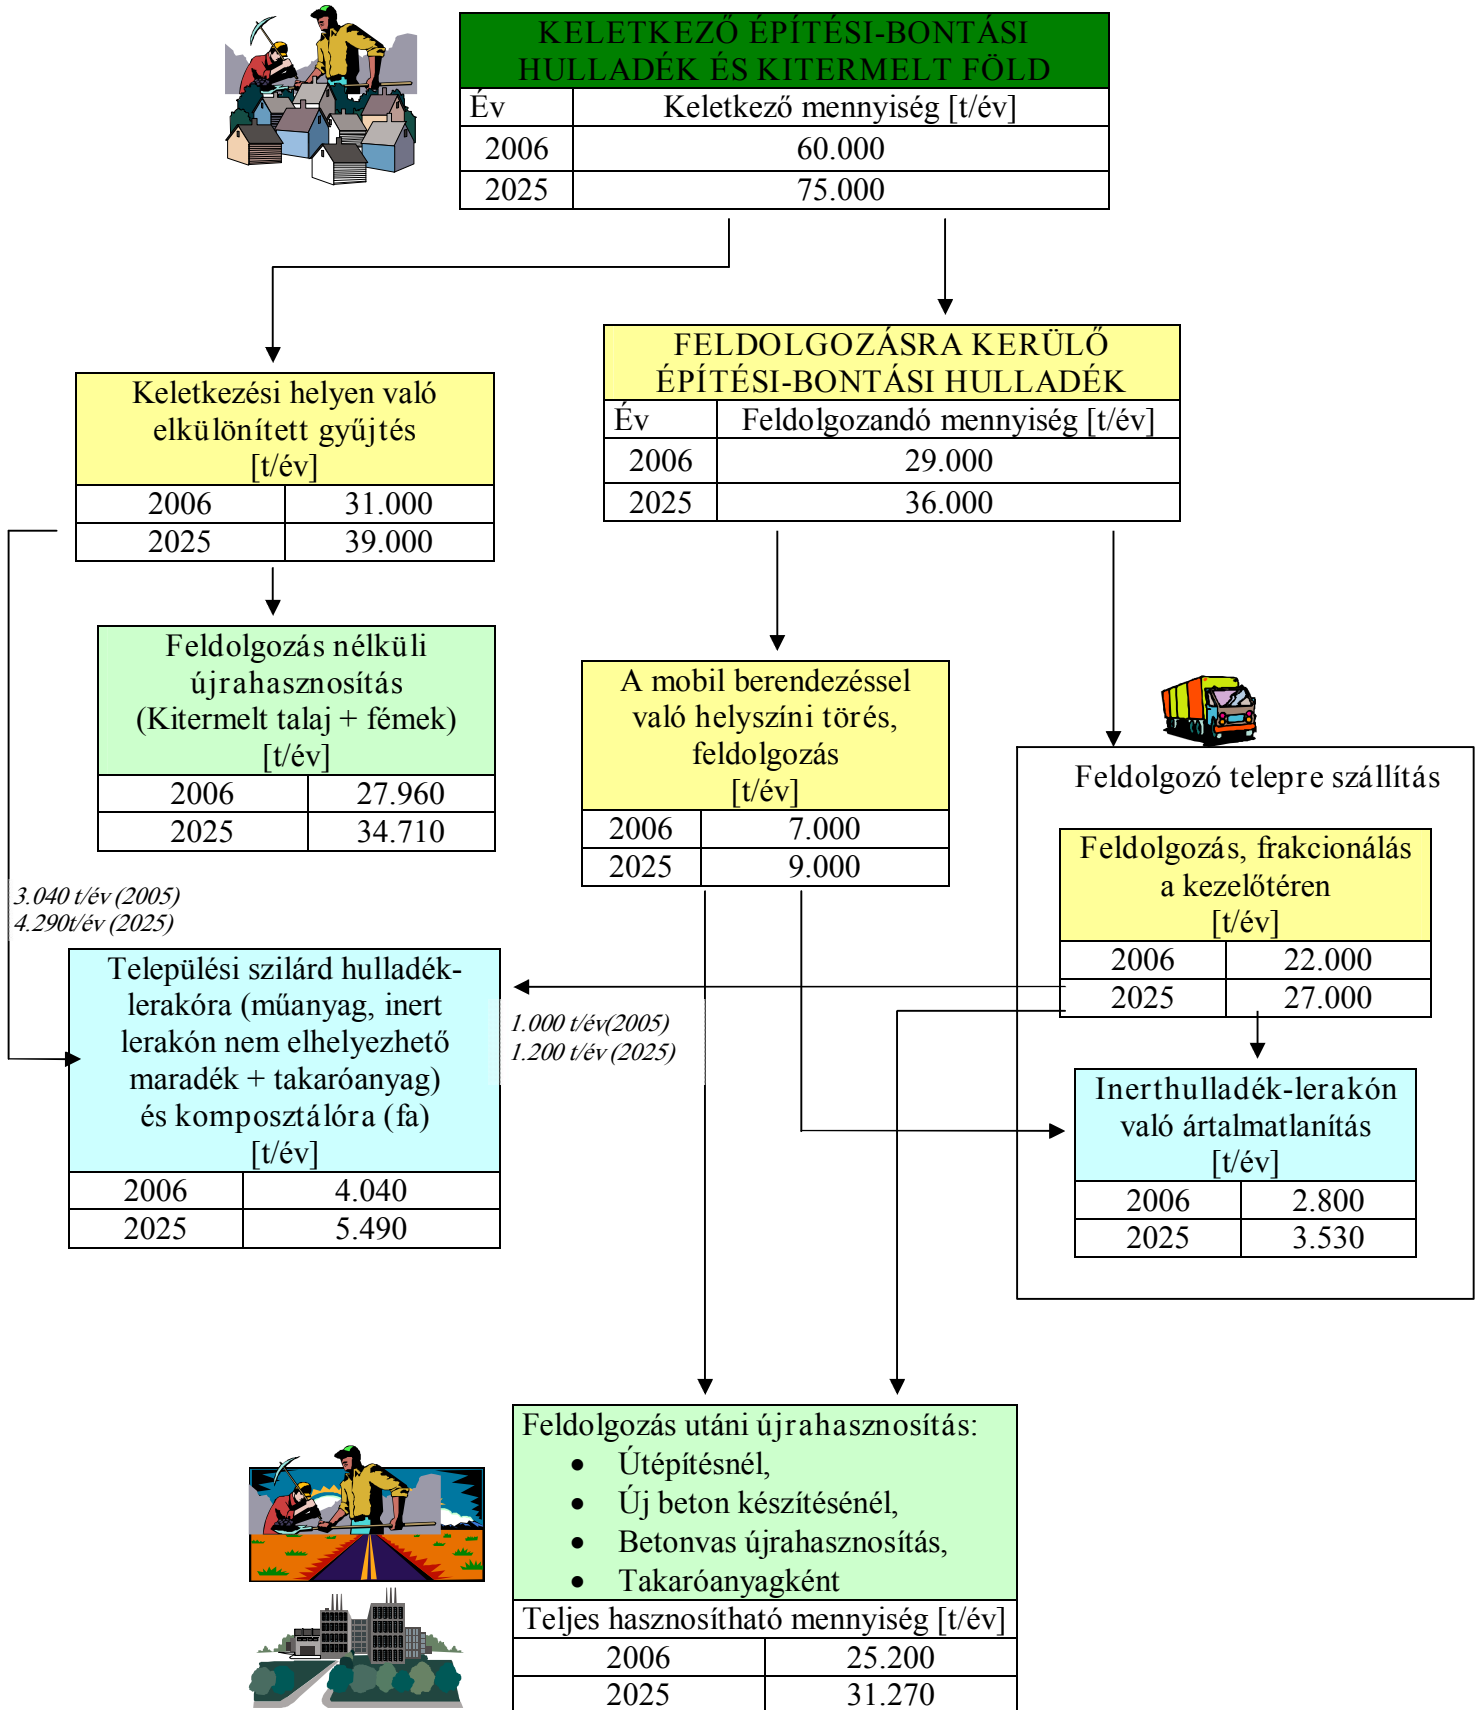 KELETKEZŐ ÉPÍTÉSI-BONTÁSI
HULLADÉK ÉS KITERMELT FÖLD
Év Keletkező mennyiség [t/év]
2006 60.000
2025 75.000
Keletkezési helyen való
elkülönített gyűjtés
[t/év]
2006 31.000
2025 39.000
FELDOLGOZÁSRA KERÜLŐ
ÉPÍTÉSI-BONTÁSI HULLADÉK
Év Feldolgozandó mennyiség [t/év]
2006 29.000
2025 36.000
Feldolgozás nélküli
újrahasznosítás
(Kitermelt talaj + fémek)
[t/év]
2006 27.960
2025 34.710
A mobil berendezéssel
való helyszíni törés,
feldolgozás
[t/év]
2006 7.000
2025 9.000
Feldolgozó telepre szállítás
Feldolgozás, frakcionálás
a kezelőtéren
[t/év]
2006 22.000
2025 27.000
3.040 t/év (2005)
4.290t/év (2025)
Települési szilárd hulladék-
lerakóra (műanyag, inert
lerakón nem elhelyezhető
maradék + takaróanyag)
és komposztálóra (fa)
[t/év]
2006 4.040
2025 5.490
1.000 t/év(2005)
1.200 t/év (2025)
Inerthulladék-lerakón
való ártalmatlanítás
[t/év]
2006 2.800
2025 3.530
Feldolgozás utáni újrahasznosítás:
• Útépítésnél,
• Új beton készítésénél,
• Betonvas újrahasznosítás,
• Takaróanyagként
Teljes hasznosítható mennyiség [t/év]
2006 25.200
2025 31.270